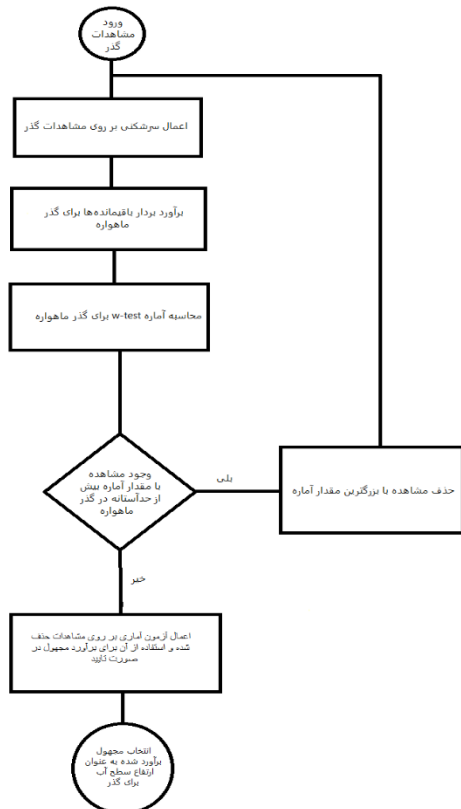 ورود
مشاهدات
گذر
اعمال سرشکنی بر روی مشاهدات گذر
برآورد بردار باقیمانده‌ها برای گذر
ماهواره
محاسبه آماره w-test برای گذر ماهواره
وجود مشاهده
با مقدار آماره بیش
از حدآستانه در گذر
ماهواره
بلی
حذف مشاهده با بزرگترین مقدار آماره
خیر
اعمال آزمون آماری بر روی مشاهدات حذف
شده و استفاده از آن برای برآورد مجهول در
صورت تایید
انتخاب مجهول
برآورد شده به عنوان
ارتفاع سطح آب
برای گذر